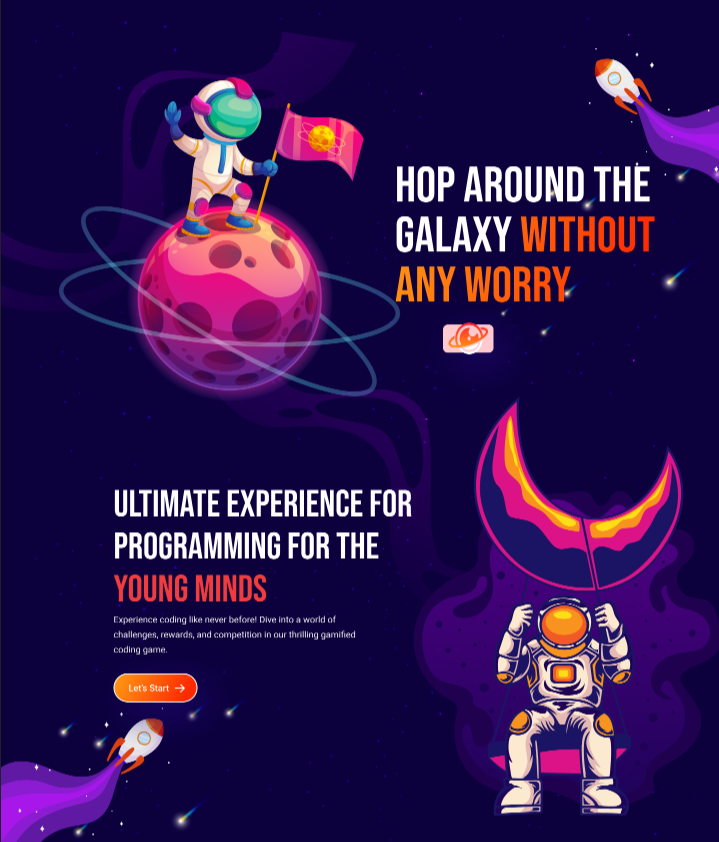 HOP AROUND THE
GALAXY WITHOUT
ANY WORRY
ULTIMATE EXPERIENCE FOR
PROGRAMMING FOR THE
YOUNG MINDS
Experience coding like never before! Dive into a world of
challenges, rewards, and competition in our thrilling gamified
coding game.
Let's Start →